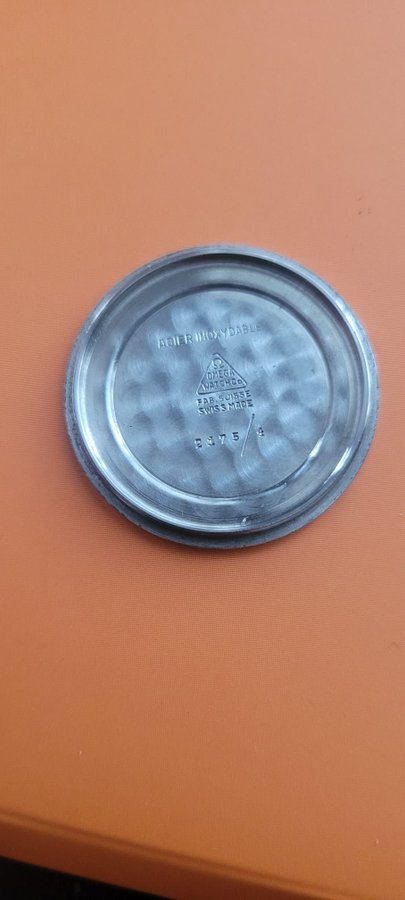 ACIER INOXYDABLE
Ω
OMEGA
WATCH Co
FAB. SUISSE
SWISS MADE